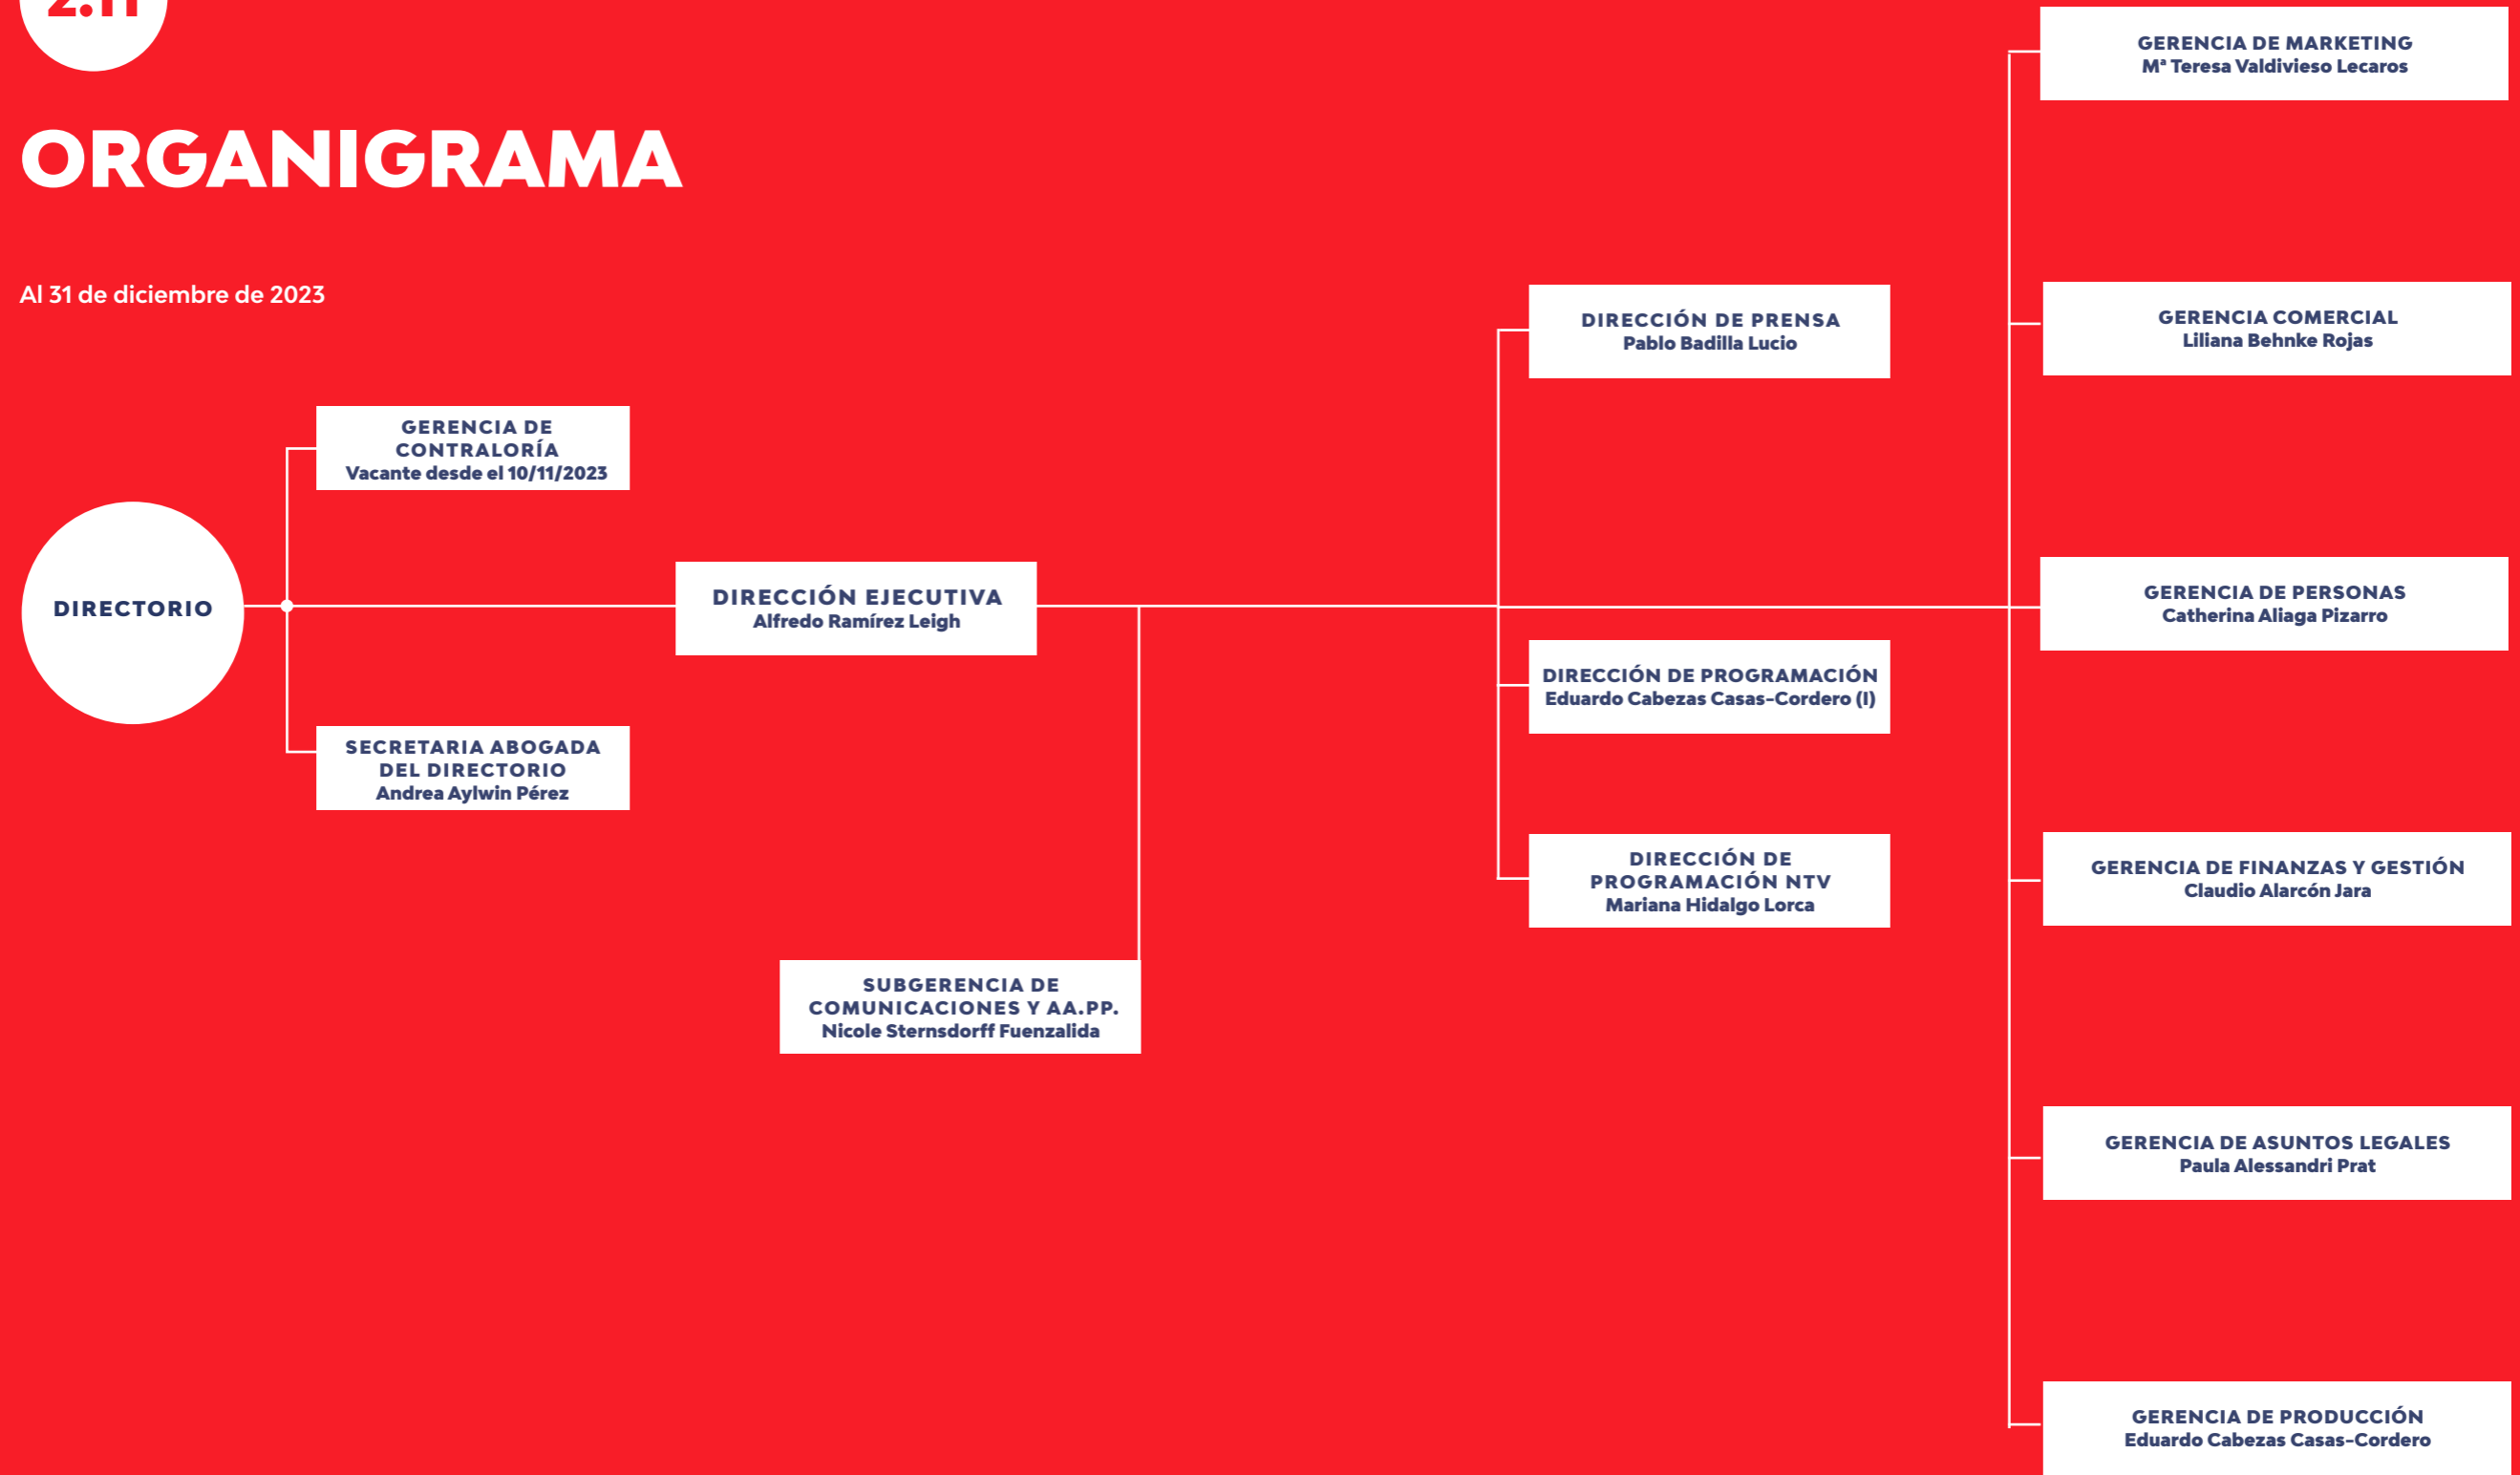 2.11
ORGANIGRAMA
Al 31 de diciembre de 2023
DIRECTORIO
GERENCIA DE
CONTRALORÍA
Vacante desde el 10/11/2023
SECRETARIA ABOGADA
DEL DIRECTORIO
Andrea Aylwin Pérez
DIRECCIÓN EJECUTIVA
Alfredo Ramírez Leigh
SUBGERENCIA DE
COMUNICACIONES Y AA.PP.
Nicole Sternsdorff Fuenzalida
DIRECCIÓN DE PRENSA
Pablo Badilla Lucio
DIRECCIÓN DE PROGRAMACIÓN
Eduardo Cabezas Casas-Cordero (I)
DIRECCIÓN DE
PROGRAMACIÓN NTV
Mariana Hidalgo Lorca
GERENCIA DE MARKETING
Mª Teresa Valdivieso Lecaros
GERENCIA COMERCIAL
Liliana Behnke Rojas
GERENCIA DE PERSONAS
Catherina Aliaga Pizarro
GERENCIA DE FINANZAS Y GESTIÓN
Claudio Alarcón Jara
GERENCIA DE ASUNTOS LEGALES
Paula Alessandri Prat
GERENCIA DE PRODUCCIÓN
Eduardo Cabezas Casas-Cordero